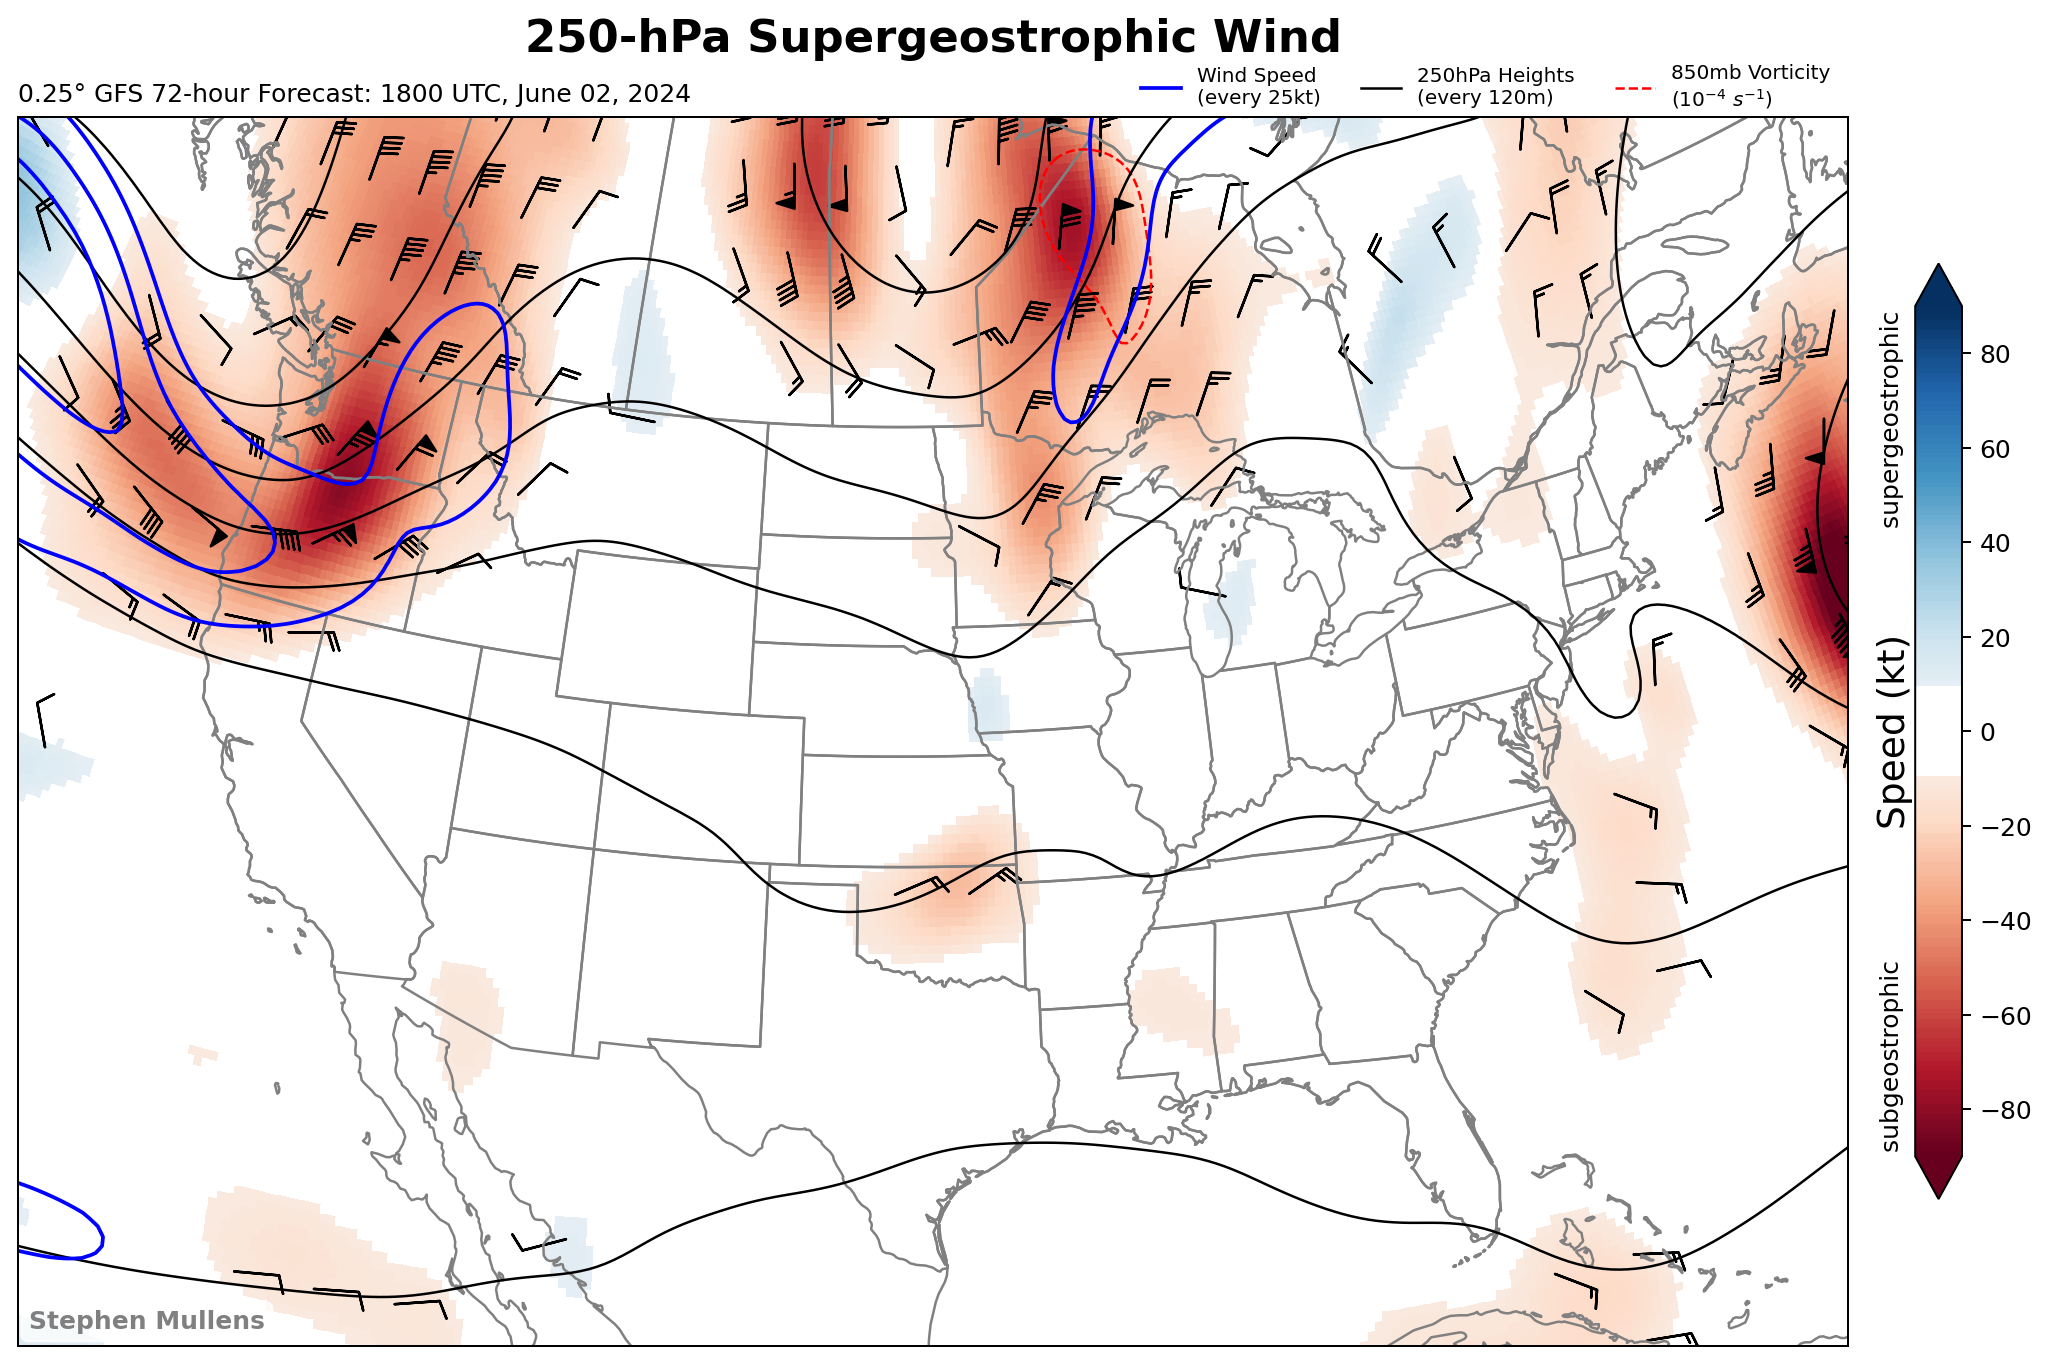 250-hPa Supergeostrophic Wind
0.25° GFS 72-hour Forecast: 1800 UTC, June 02, 2024
Wind Speed
(every 25kt)
250hPa Heights
(every 120m)
850mb Vorticity
(10⁻⁴ s⁻¹)
supergeostrophic
Speed (kt)
subgeostrophic
80
60
40
20
0
−20
−40
−60
−80
Stephen Mullens